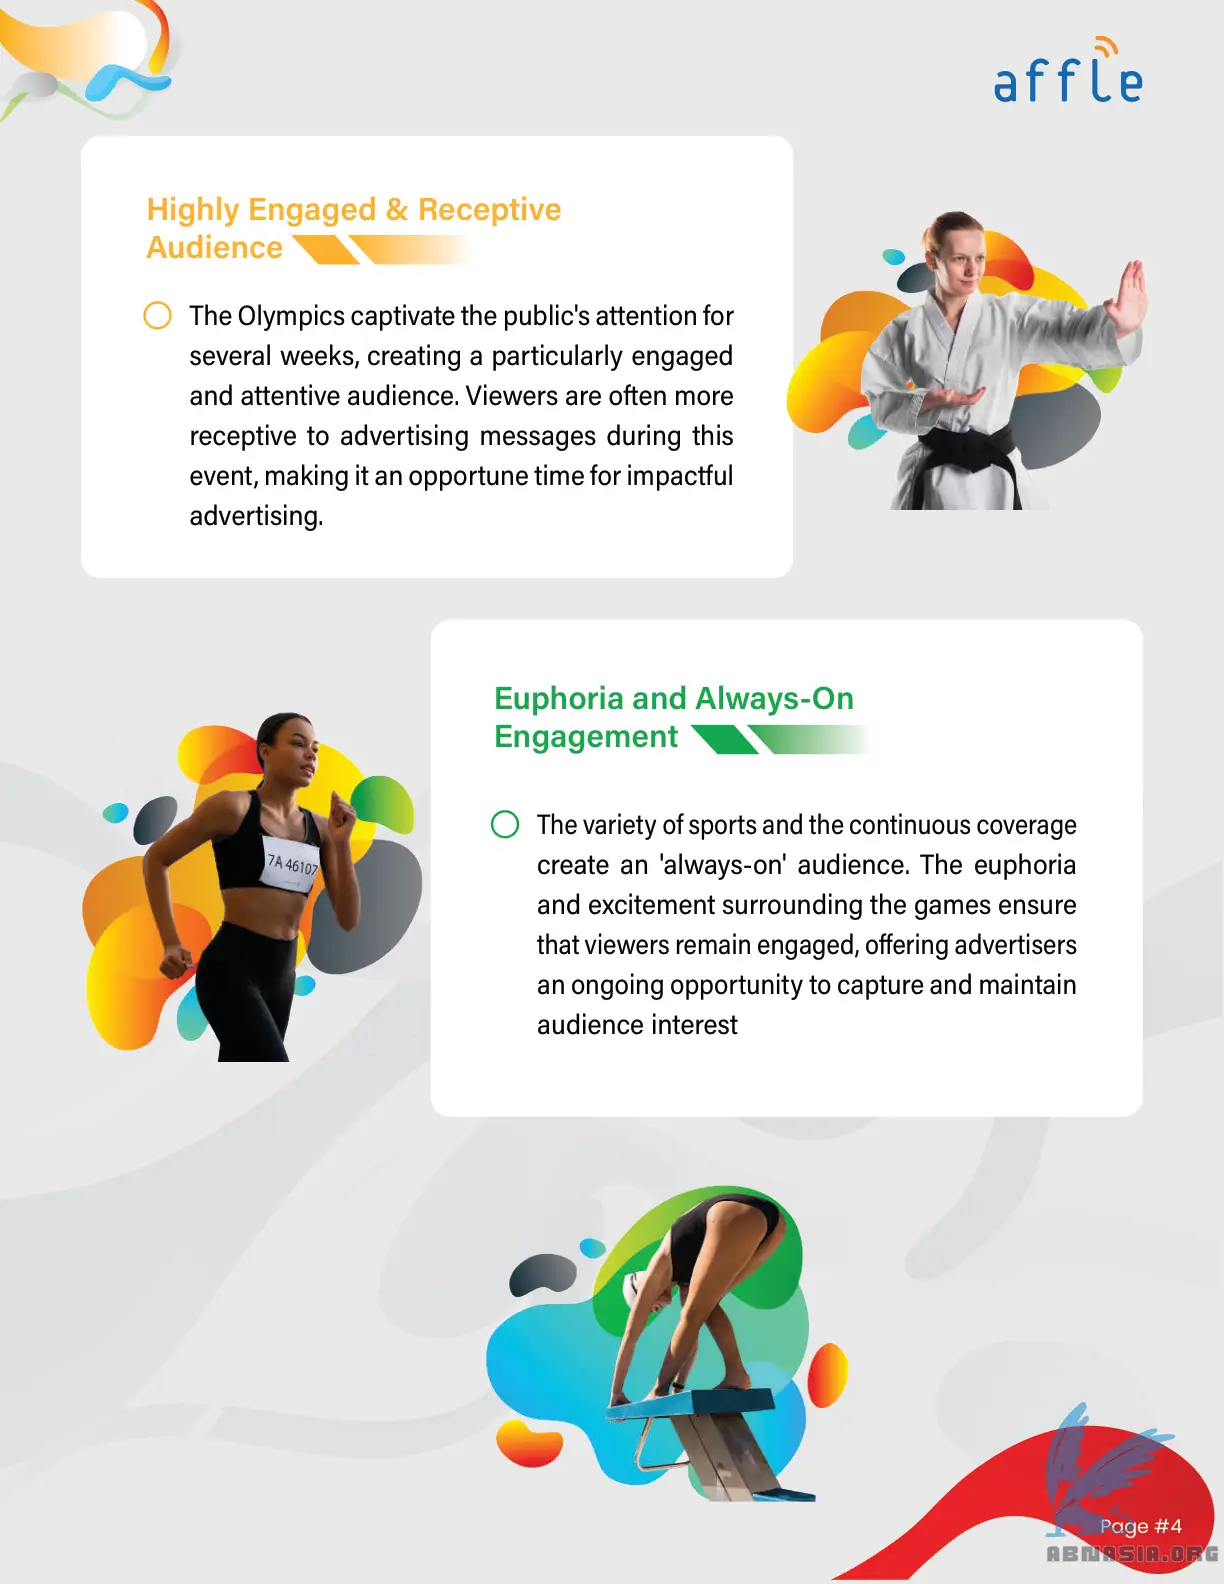 affle
Highly Engaged & Receptive
Audience
The Olympics captivate the public's attention for
several weeks, creating a particularly engaged
and attentive audience. Viewers are often more
receptive to advertising messages during this
event, making it an opportune time for impactful
advertising.
Euphoria and Always-On
Engagement
7A 46107
The variety of sports and the continuous coverage
create an 'always-on' audience. The euphoria
and excitement surrounding the games ensure
that viewers remain engaged, offering advertisers
an ongoing opportunity to capture and maintain
audience interest
Page #4
ABNASIA.ORG